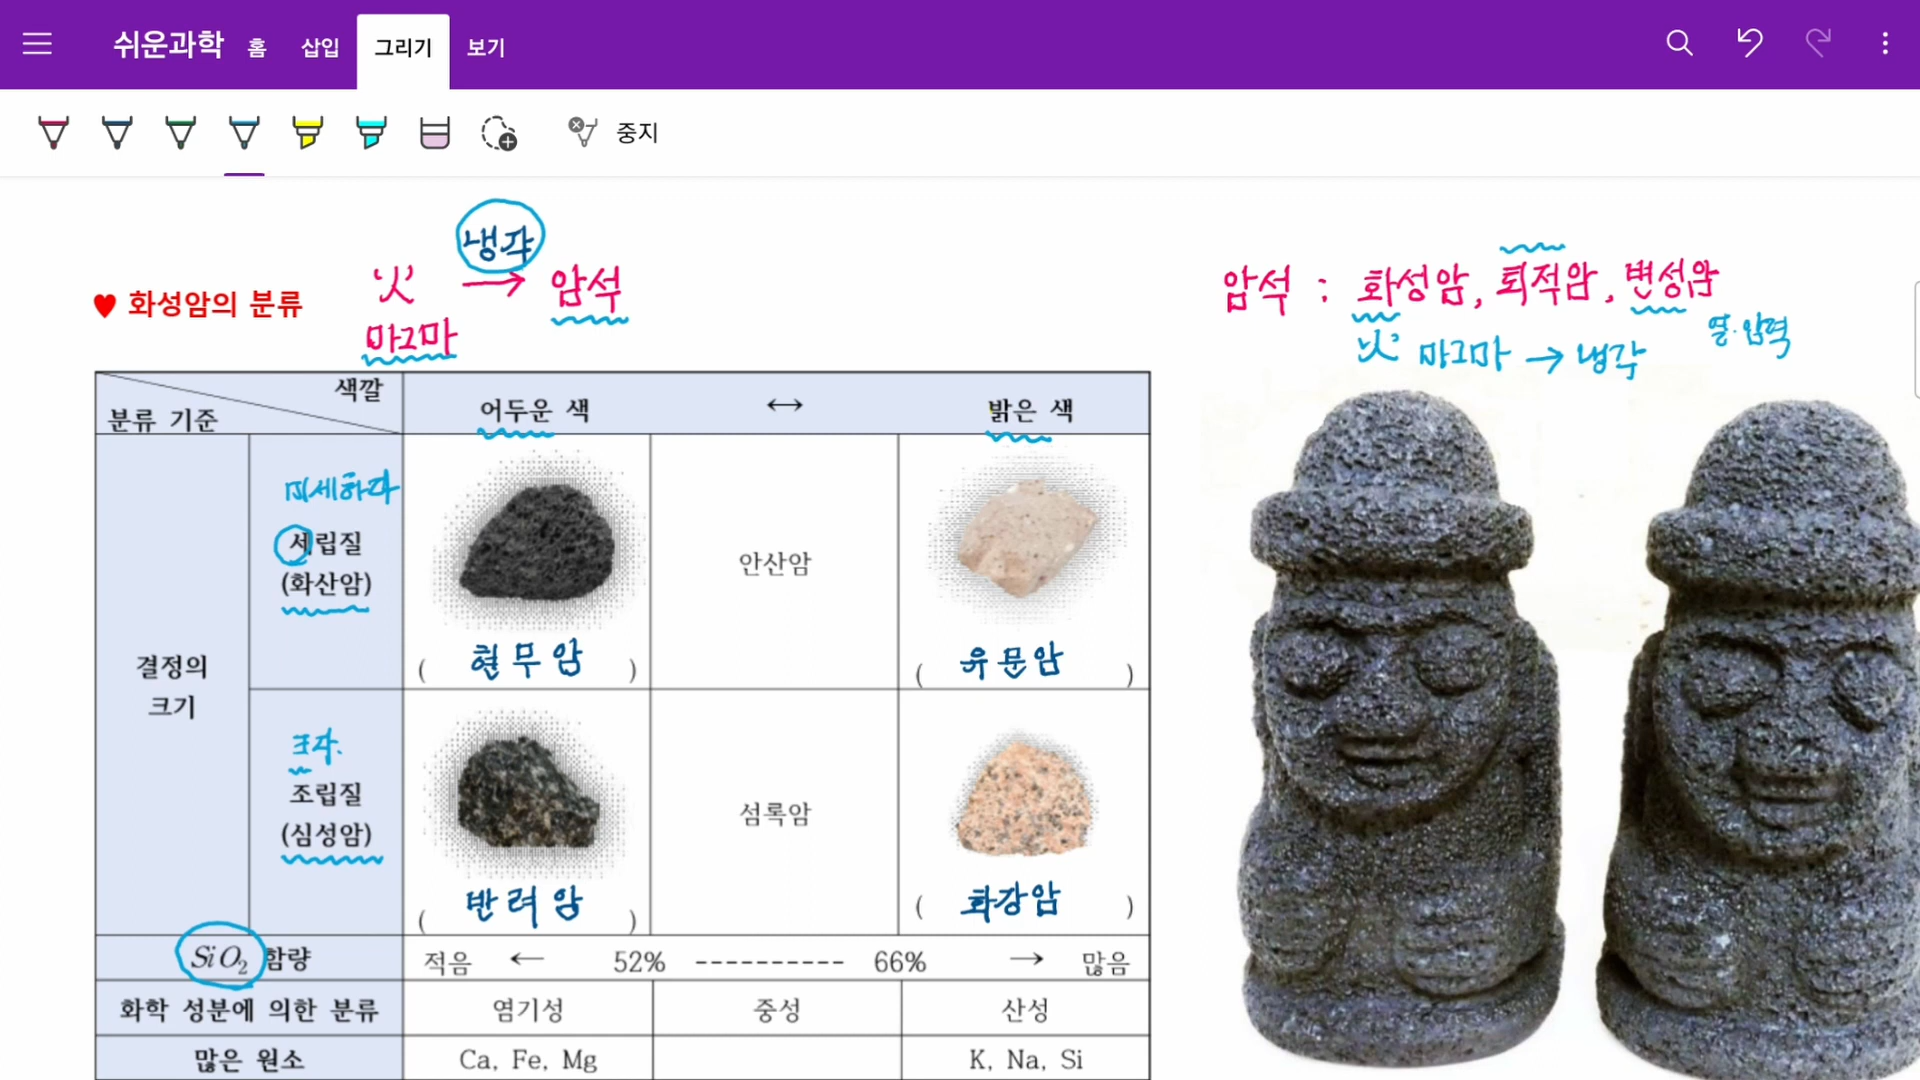 쉬운과학 홈 삽입 그리기 보기
중지
냉각
♥ 화성암의 분류
火 → 암석
마그마
암석 : 화성암, 퇴적암, 변성암
火 마그마 → 냉각
열·압력
색깔
분류 기준
어두운 색 ↔ 밝은 색
결정의
크기
미세하다
세립질
(화산암)
( 현무암 )
안산암
( 유문암 )
크다.
조립질
(심성암)
( 반려암 )
섬록암
( 화강암 )
SiO₂ 함량 적음 ← 52% ---------- 66% → 많음
화학 성분에 의한 분류 염기성 중성 산성
많은 원소 Ca, Fe, Mg K, Na, Si